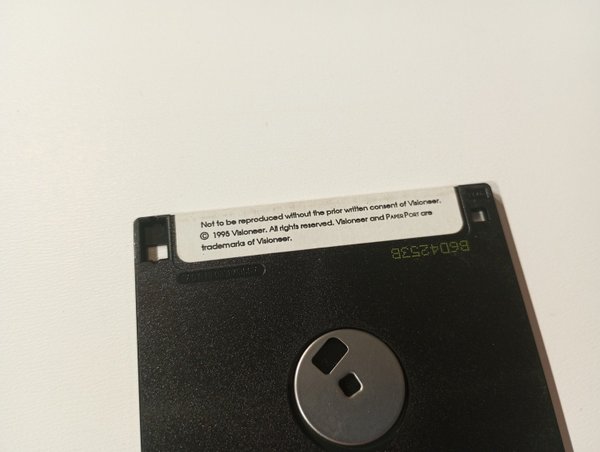 Not to be reproduced without the prior written consent of Visioneer.
© 1995 Visioneer. All rights reserved. Visioneer and PAPERPORT are
trademarks of Visioneer.
B6D4253B